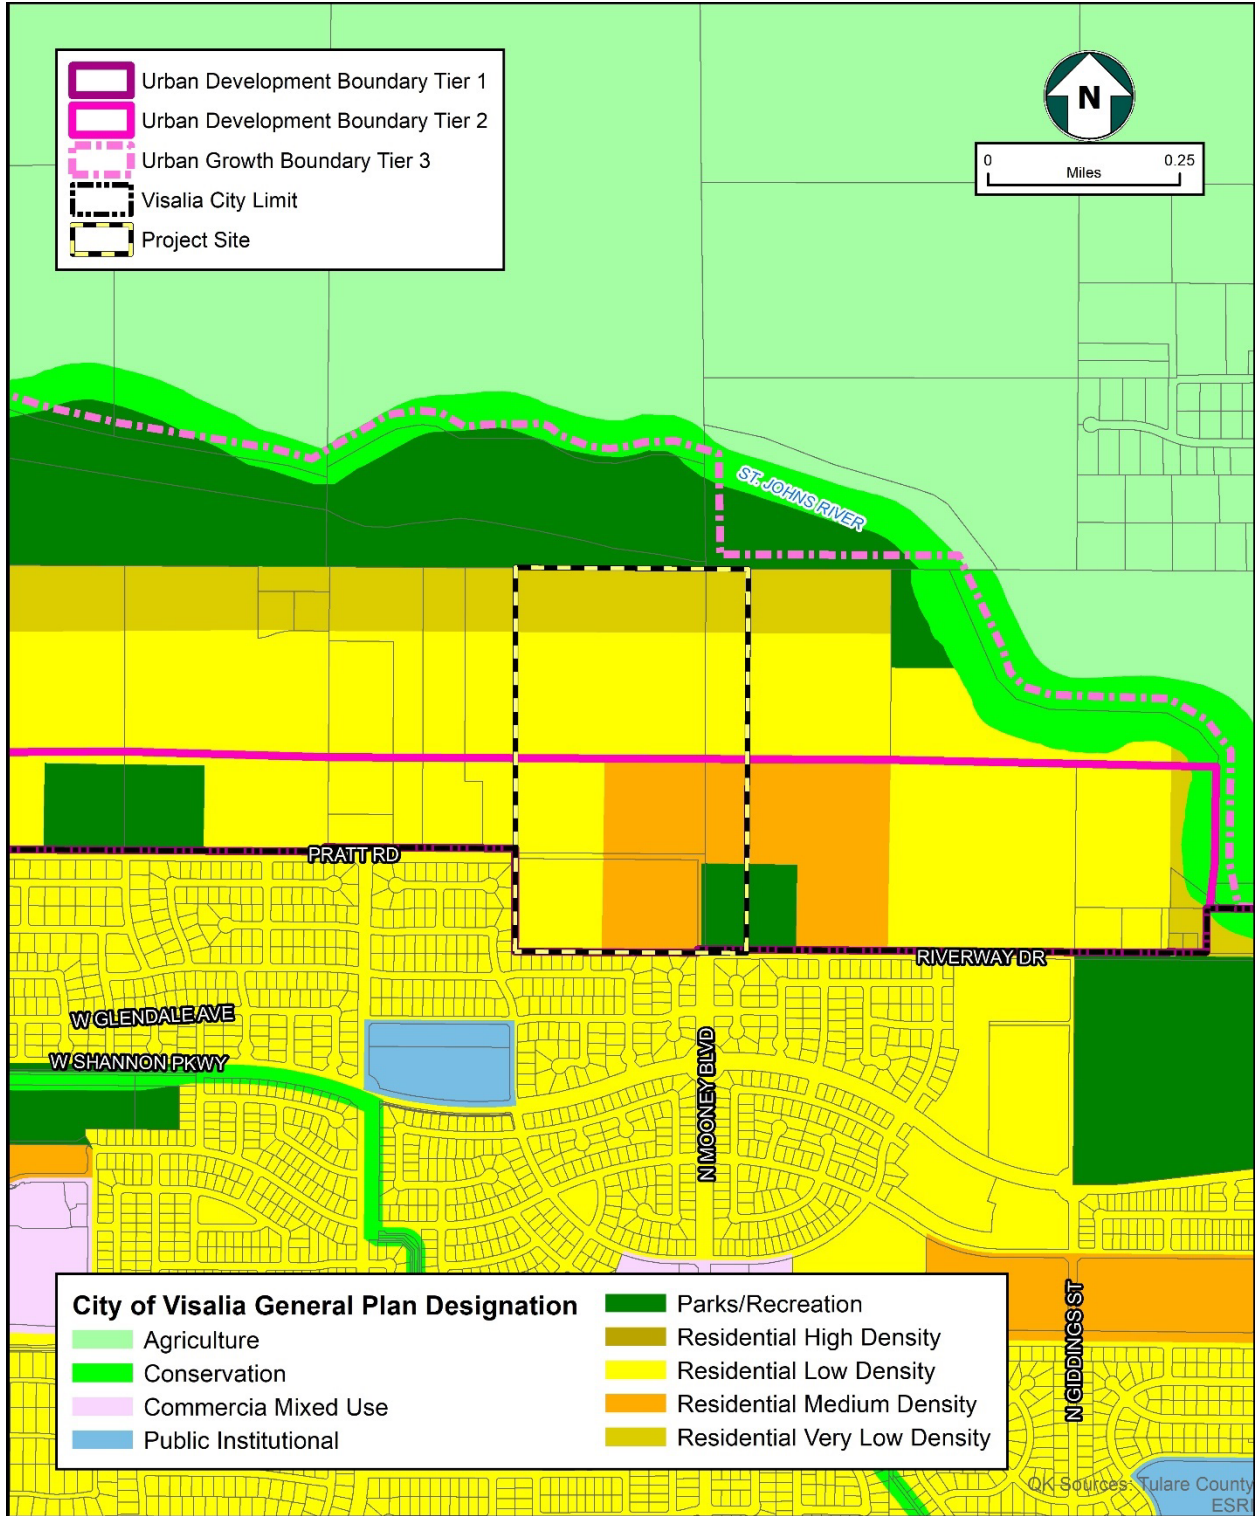 Urban Development Boundary Tier 1
Urban Development Boundary Tier 2
Urban Growth Boundary Tier 3
Visalia City Limit
Project Site
N
0 0.25
Miles
ST. JOHNS RIVER
PRATT RD
RIVERWAY DR
W GLENDALE AVE
W SHANNON PKWY
N MOONEY BLVD
N GIDDINGS ST
City of Visalia General Plan Designation
Agriculture
Conservation
Commercia Mixed Use
Public Institutional
Parks/Recreation
Residential High Density
Residential Low Density
Residential Medium Density
Residential Very Low Density
QK Sources: Tulare County
ESRI